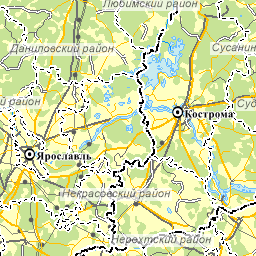 Любимский район
Даниловский район
Сусанин
й район
Кострома
Суд
Ярославль
Некрасовский район
Нерехтский район